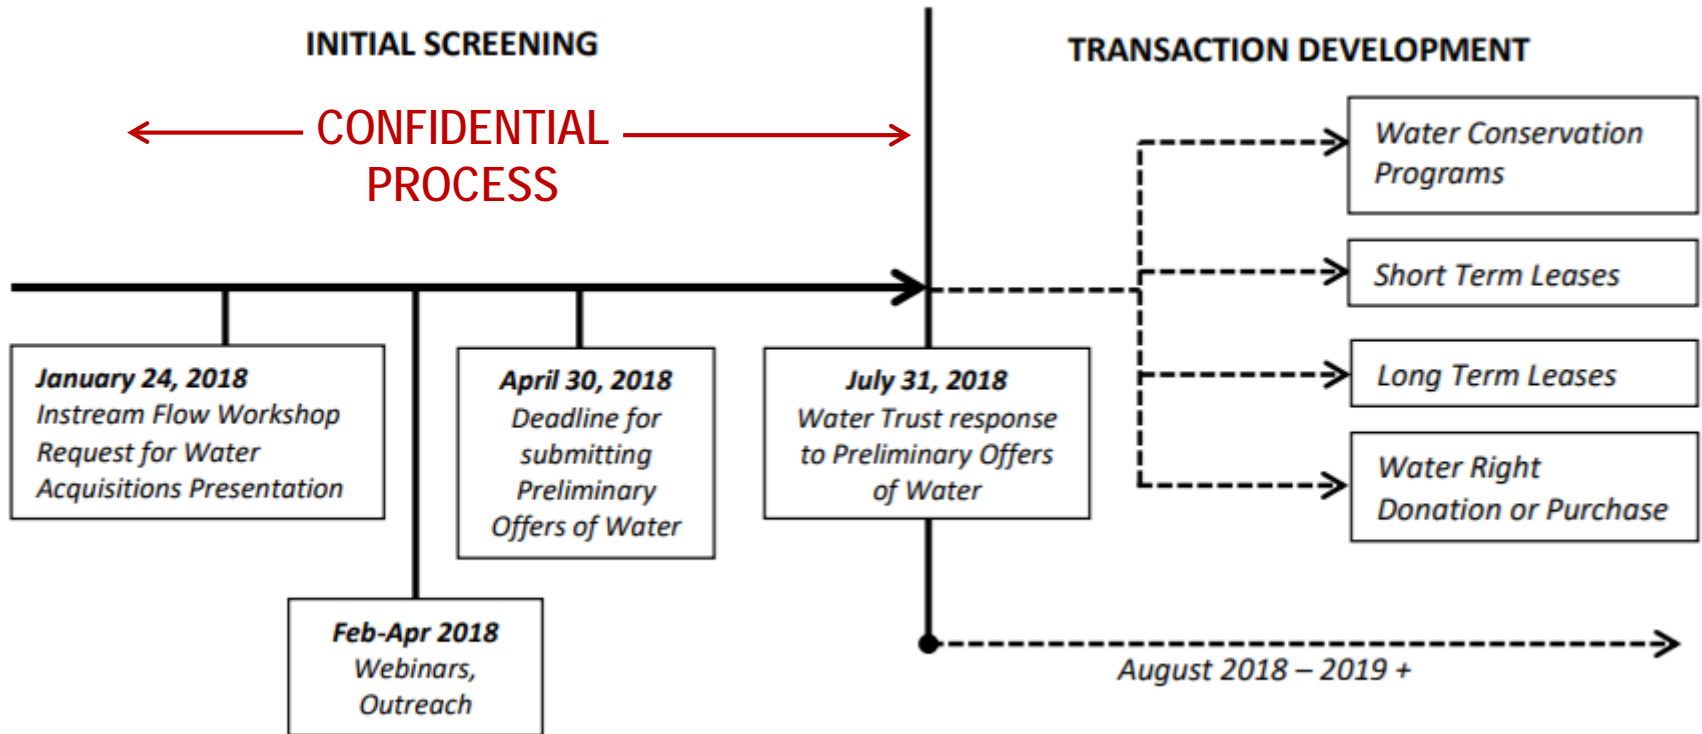 INITIAL SCREENING
CONFIDENTIAL
PROCESS
January 24, 2018
Instream Flow Workshop
Request for Water
Acquisitions Presentation
Feb-Apr 2018
Webinars,
Outreach
April 30, 2018
Deadline for
submitting
Preliminary
Offers of Water
July 31, 2018
Water Trust response
to Preliminary Offers
of Water
TRANSACTION DEVELOPMENT
Water Conservation
Programs
Short Term Leases
Long Term Leases
Water Right
Donation or Purchase
August 2018 – 2019 +